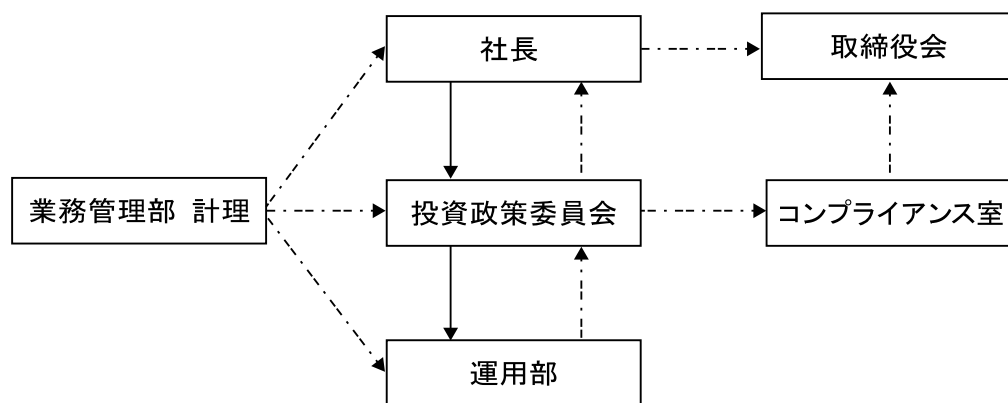 社長
取締役会
業務管理部 計理
投資政策委員会
コンプライアンス室
運用部